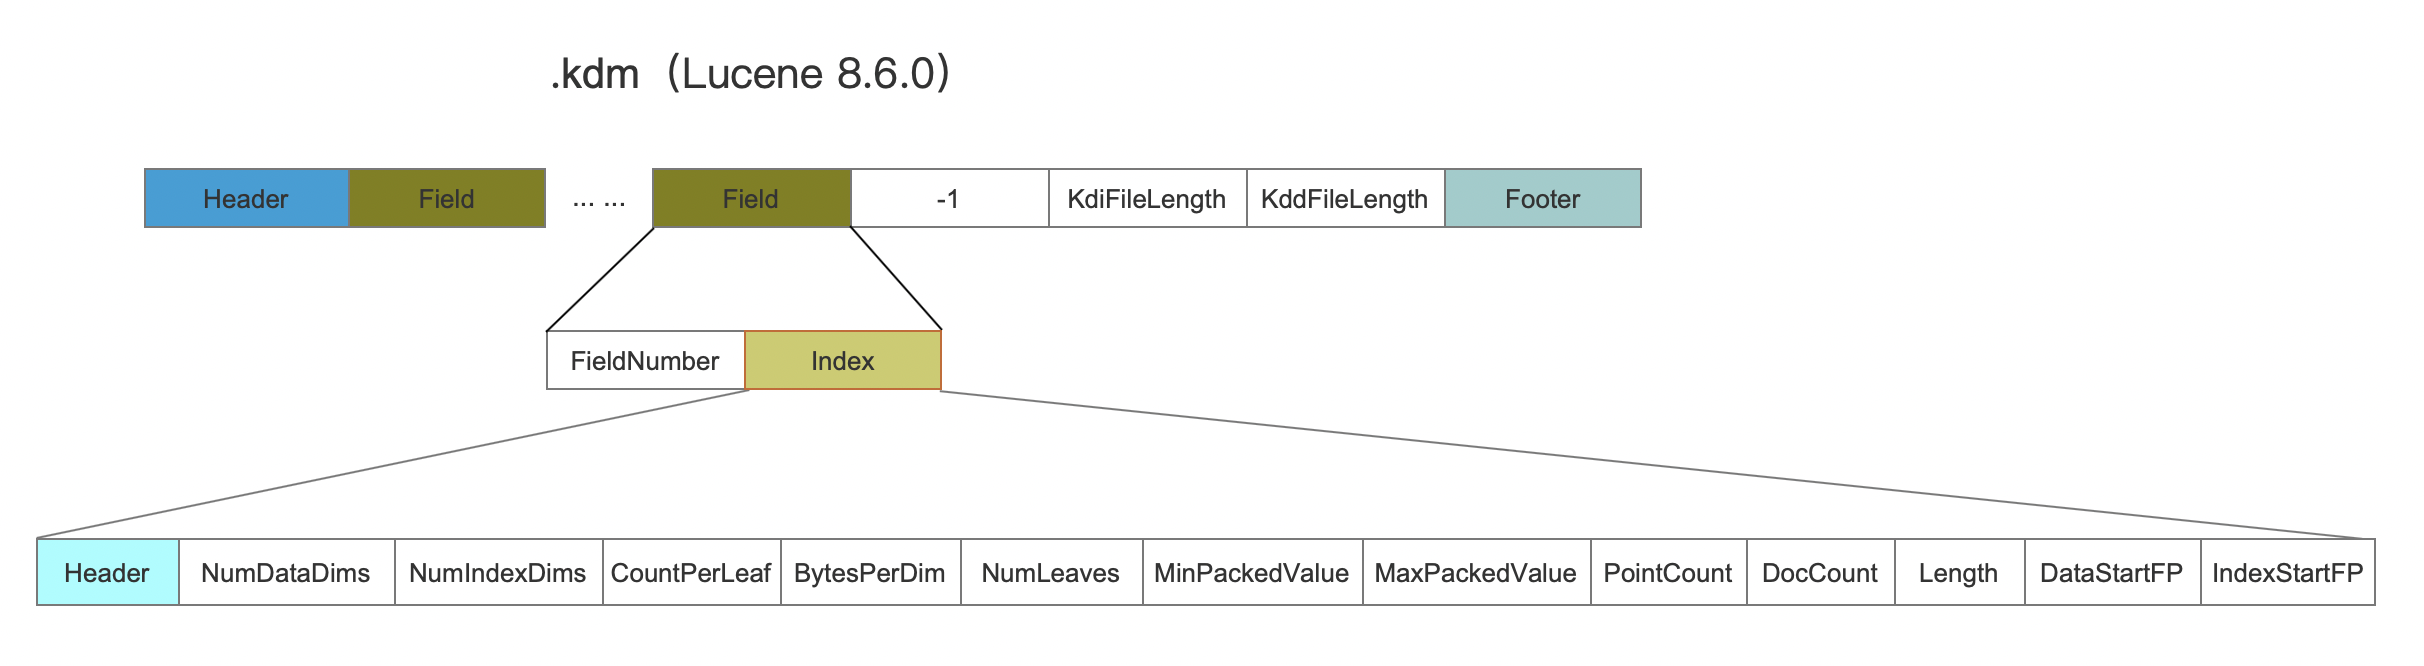 .kdm（Lucene 8.6.0）
Header Field ... ... Field -1 KdiFileLength KddFileLength Footer
FieldNumber Index
Header NumDataDims NumIndexDims CountPerLeaf BytesPerDim NumLeaves MinPackedValue MaxPackedValue PointCount DocCount Length DataStartFP IndexStartFP